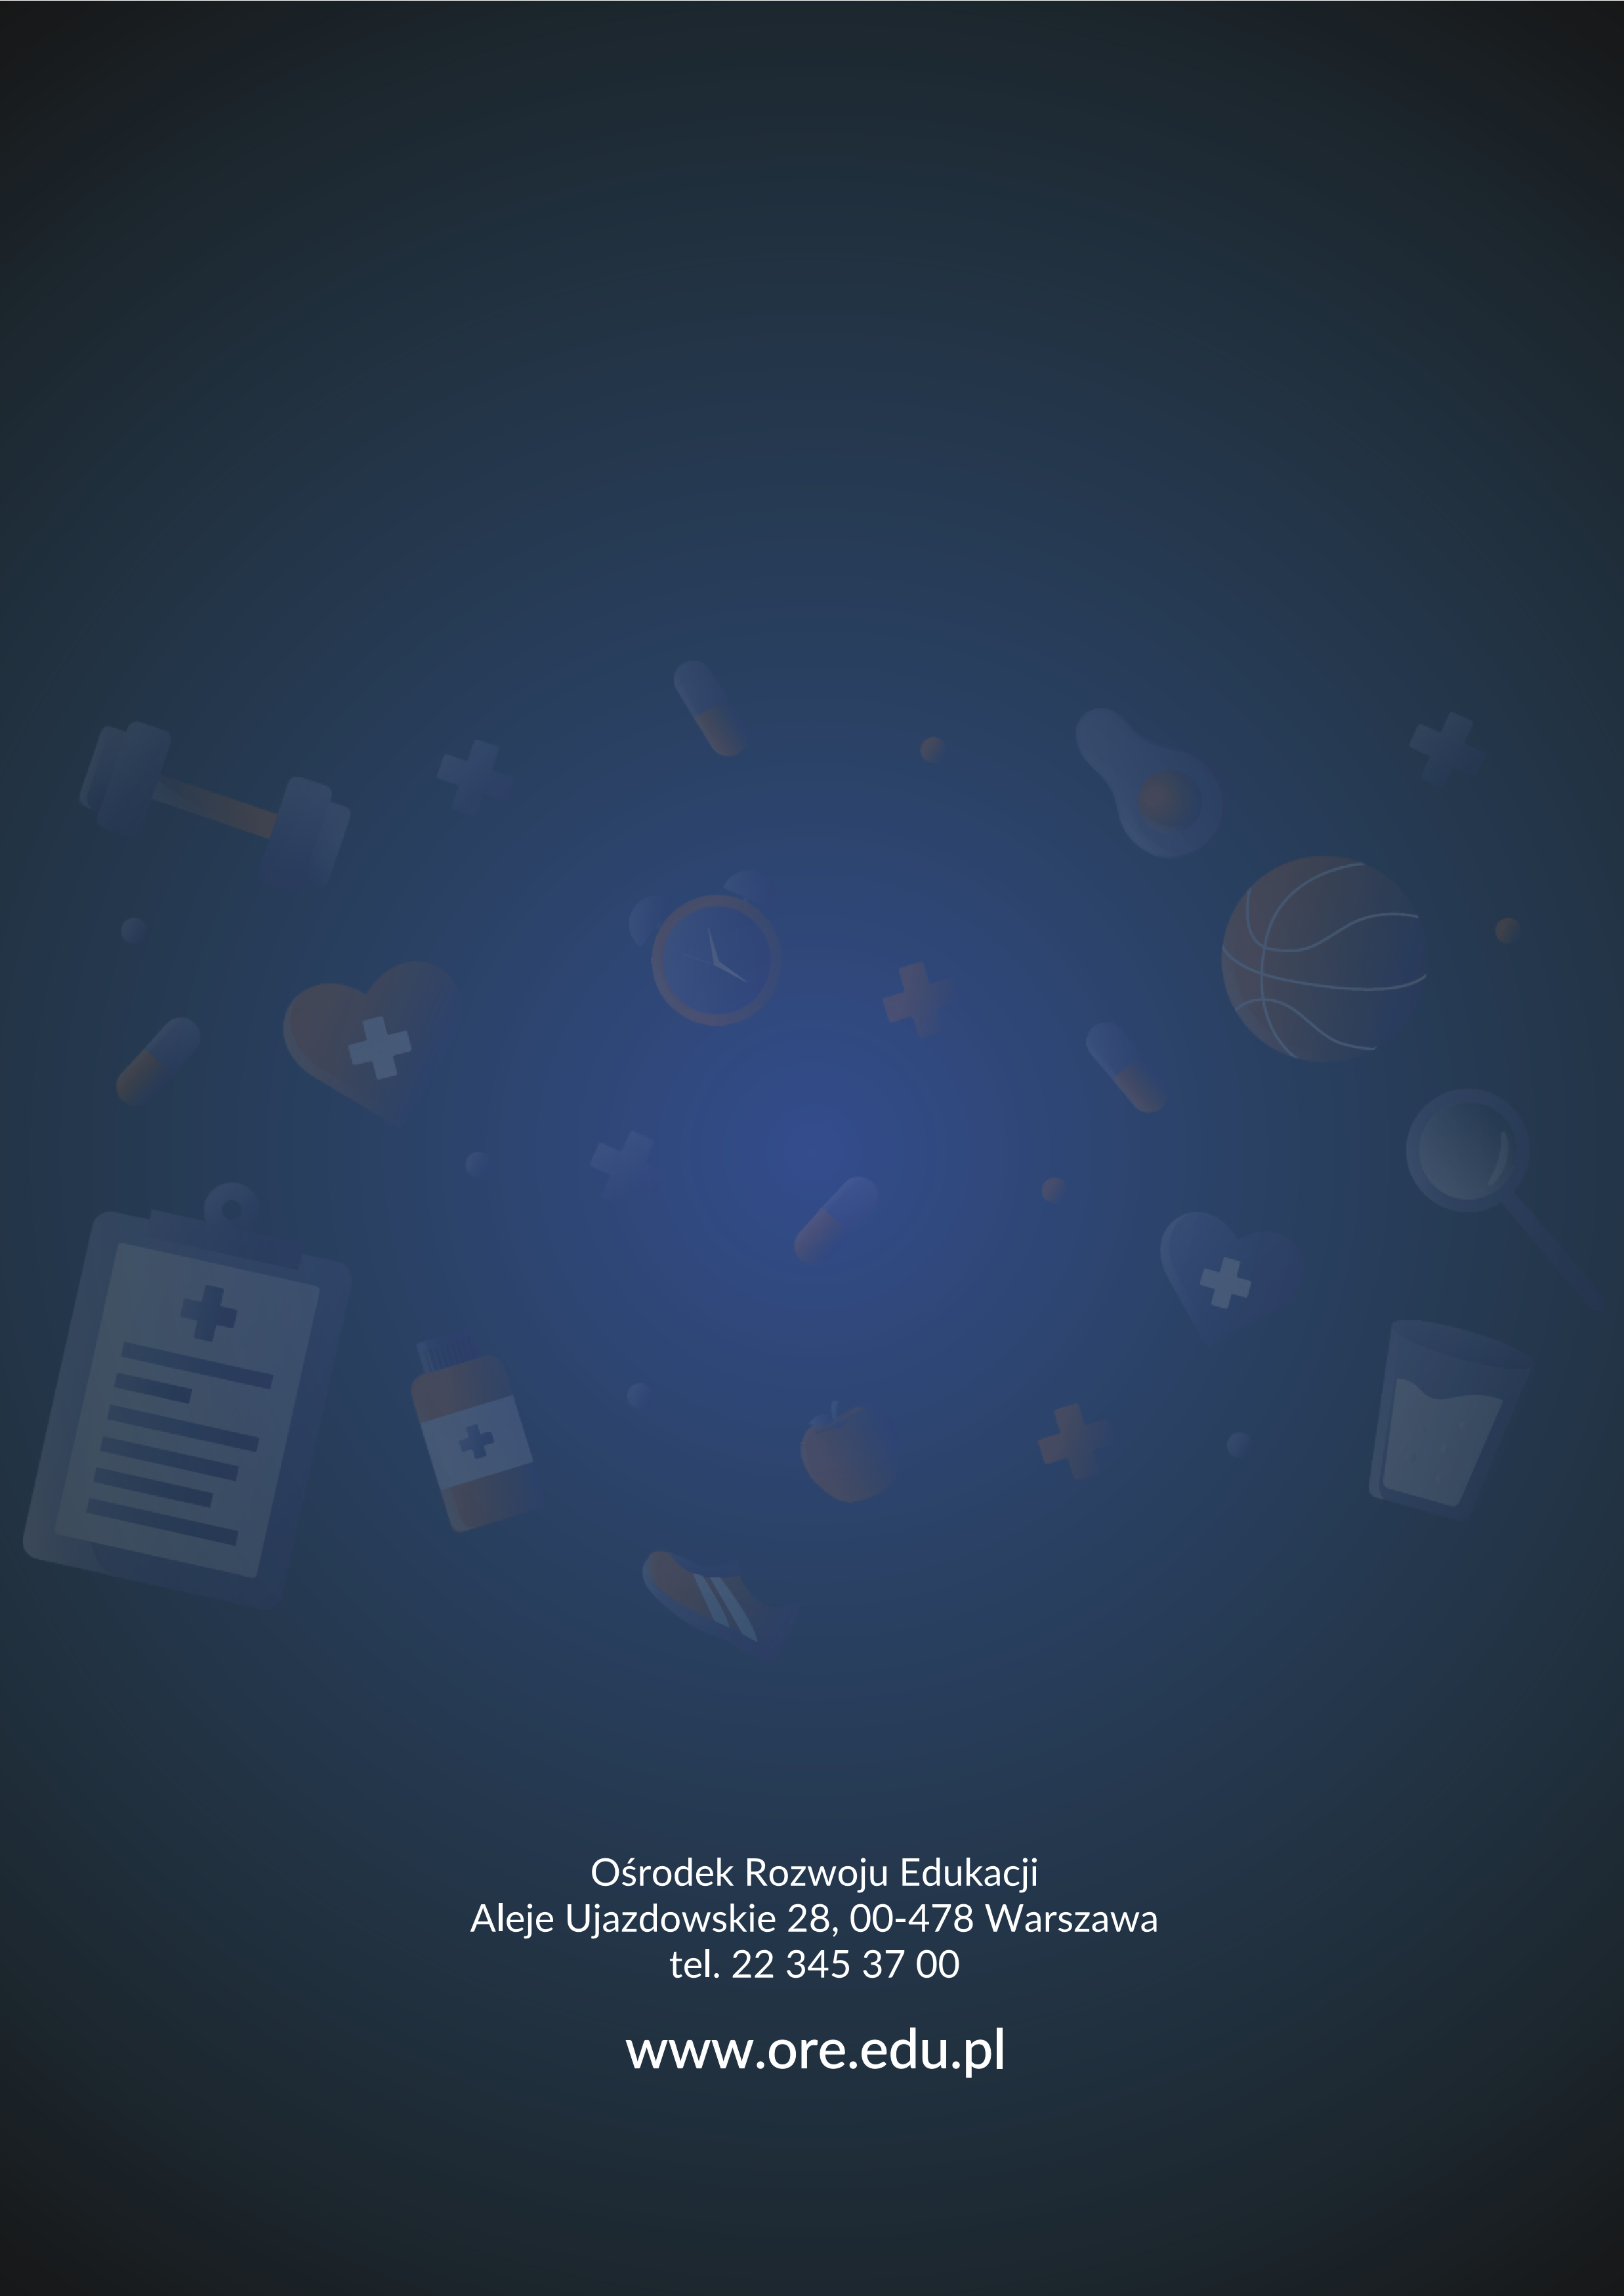 Ośrodek Rozwoju Edukacji
Aleje Ujazdowskie 28, 00-478 Warszawa
tel. 22 345 37 00
www.ore.edu.pl